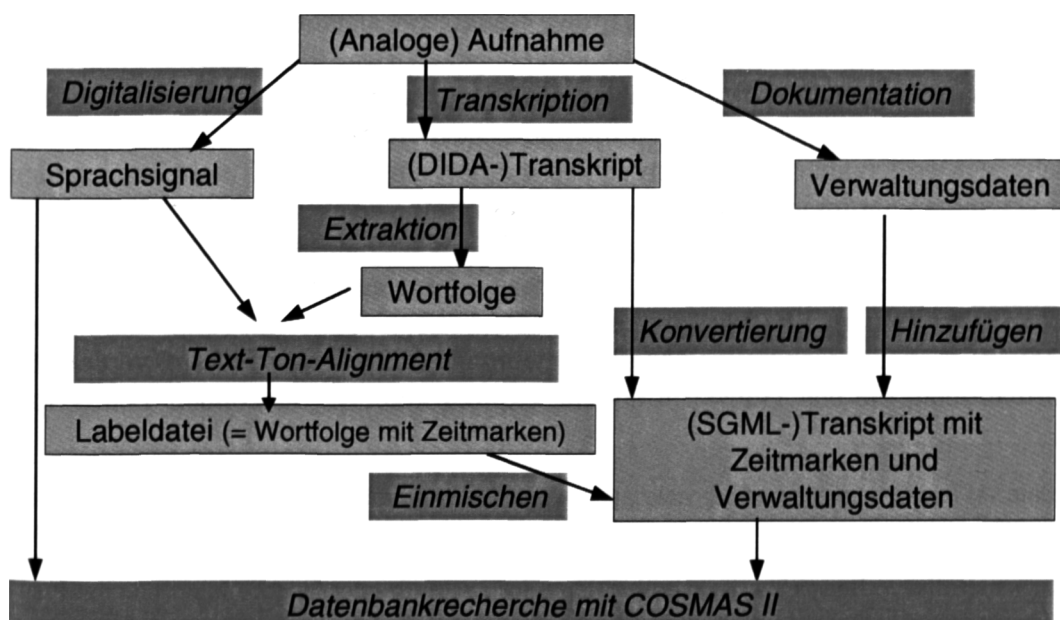 (Analoge) Aufnahme
Digitalisierung
Transkription
Dokumentation
Sprachsignal
(DIDA-)Transkript
Verwaltungsdaten
Extraktion
Wortfolge
Konvertierung
Hinzufügen
Text-Ton-Alignment
Labeldatei (= Wortfolge mit Zeitmarken)
(SGML-)Transkript mit
Zeitmarken und
Verwaltungsdaten
Einmischen
Datenbankrecherche mit COSMAS II